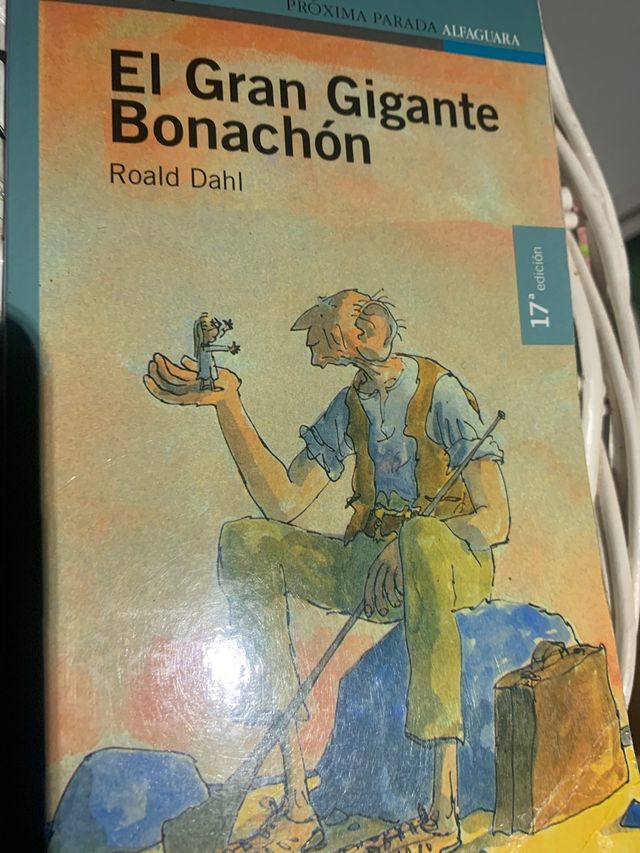 PRÓXIMA PARADA ALFAGUARA
El Gran Gigante
Bonachón
Roald Dahl
17ª edición